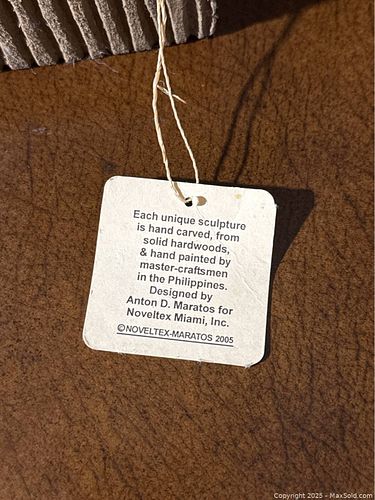 Each unique sculpture
is hand carved, from
solid hardwoods,
& hand painted by
master-craftsmen
in the Philippines.
Designed by
Anton D. Maratos for
Noveltex Miami, Inc.
©NOVELTEX-MARATOS 2005
Copyright 2025 - MaxSold.com